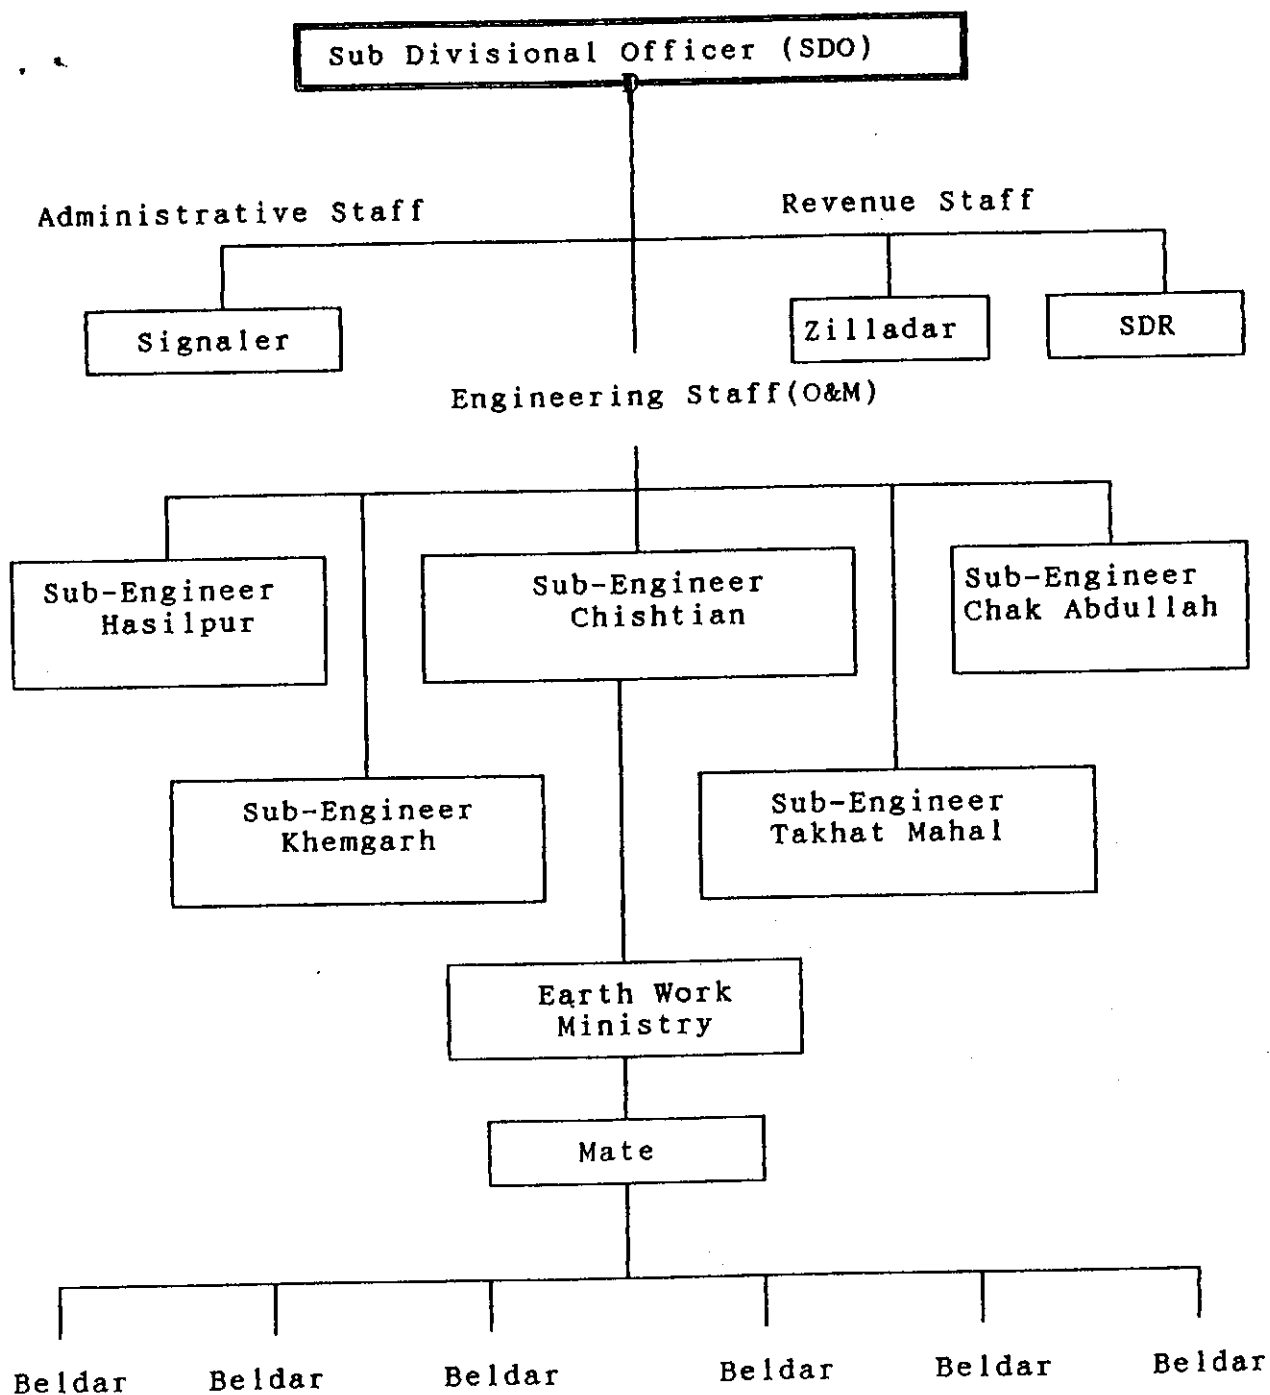 Sub Divisional Officer (SDO)
Administrative Staff
Revenue Staff
Signaler
Zilladar
SDR
Engineering Staff(O&M)
Sub-Engineer
Hasilpur
Sub-Engineer
Chishtian
Sub-Engineer
Chak Abdullah
Sub-Engineer
Khemgarh
Sub-Engineer
Takhat Mahal
Earth Work
Ministry
Mate
Beldar
Beldar
Beldar
Beldar
Beldar
Beldar